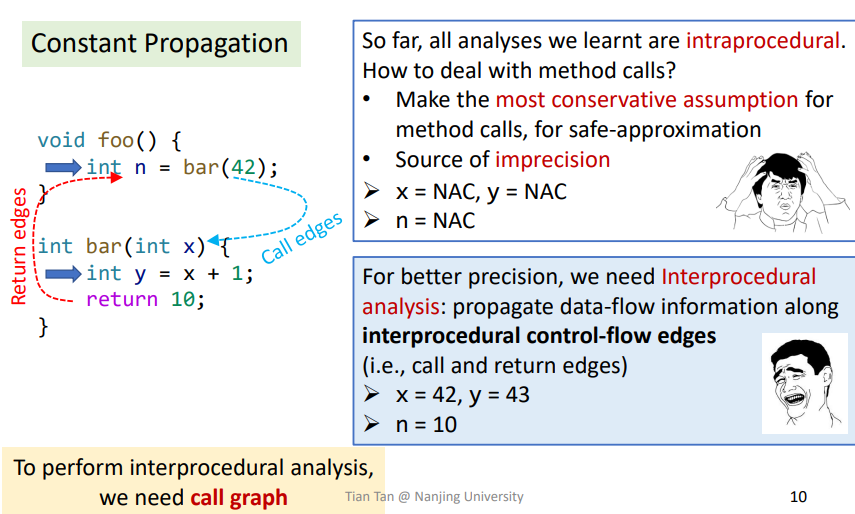 Constant Propagation
void foo() {
int n = bar(42);
}
int bar(int x) {
int y = x + 1;
return 10;
}
Return edges
Call edges
So far, all analyses we learnt are intraprocedural.
How to deal with method calls?
• Make the most conservative assumption for
method calls, for safe-approximation
• Source of imprecision
➢ x = NAC, y = NAC
➢ n = NAC
For better precision, we need Interprocedural
analysis: propagate data-flow information along
interprocedural control-flow edges
(i.e., call and return edges)
➢ x = 42, y = 43
➢ n = 10
To perform interprocedural analysis,
we need call graph
Tian Tan @ Nanjing University
10